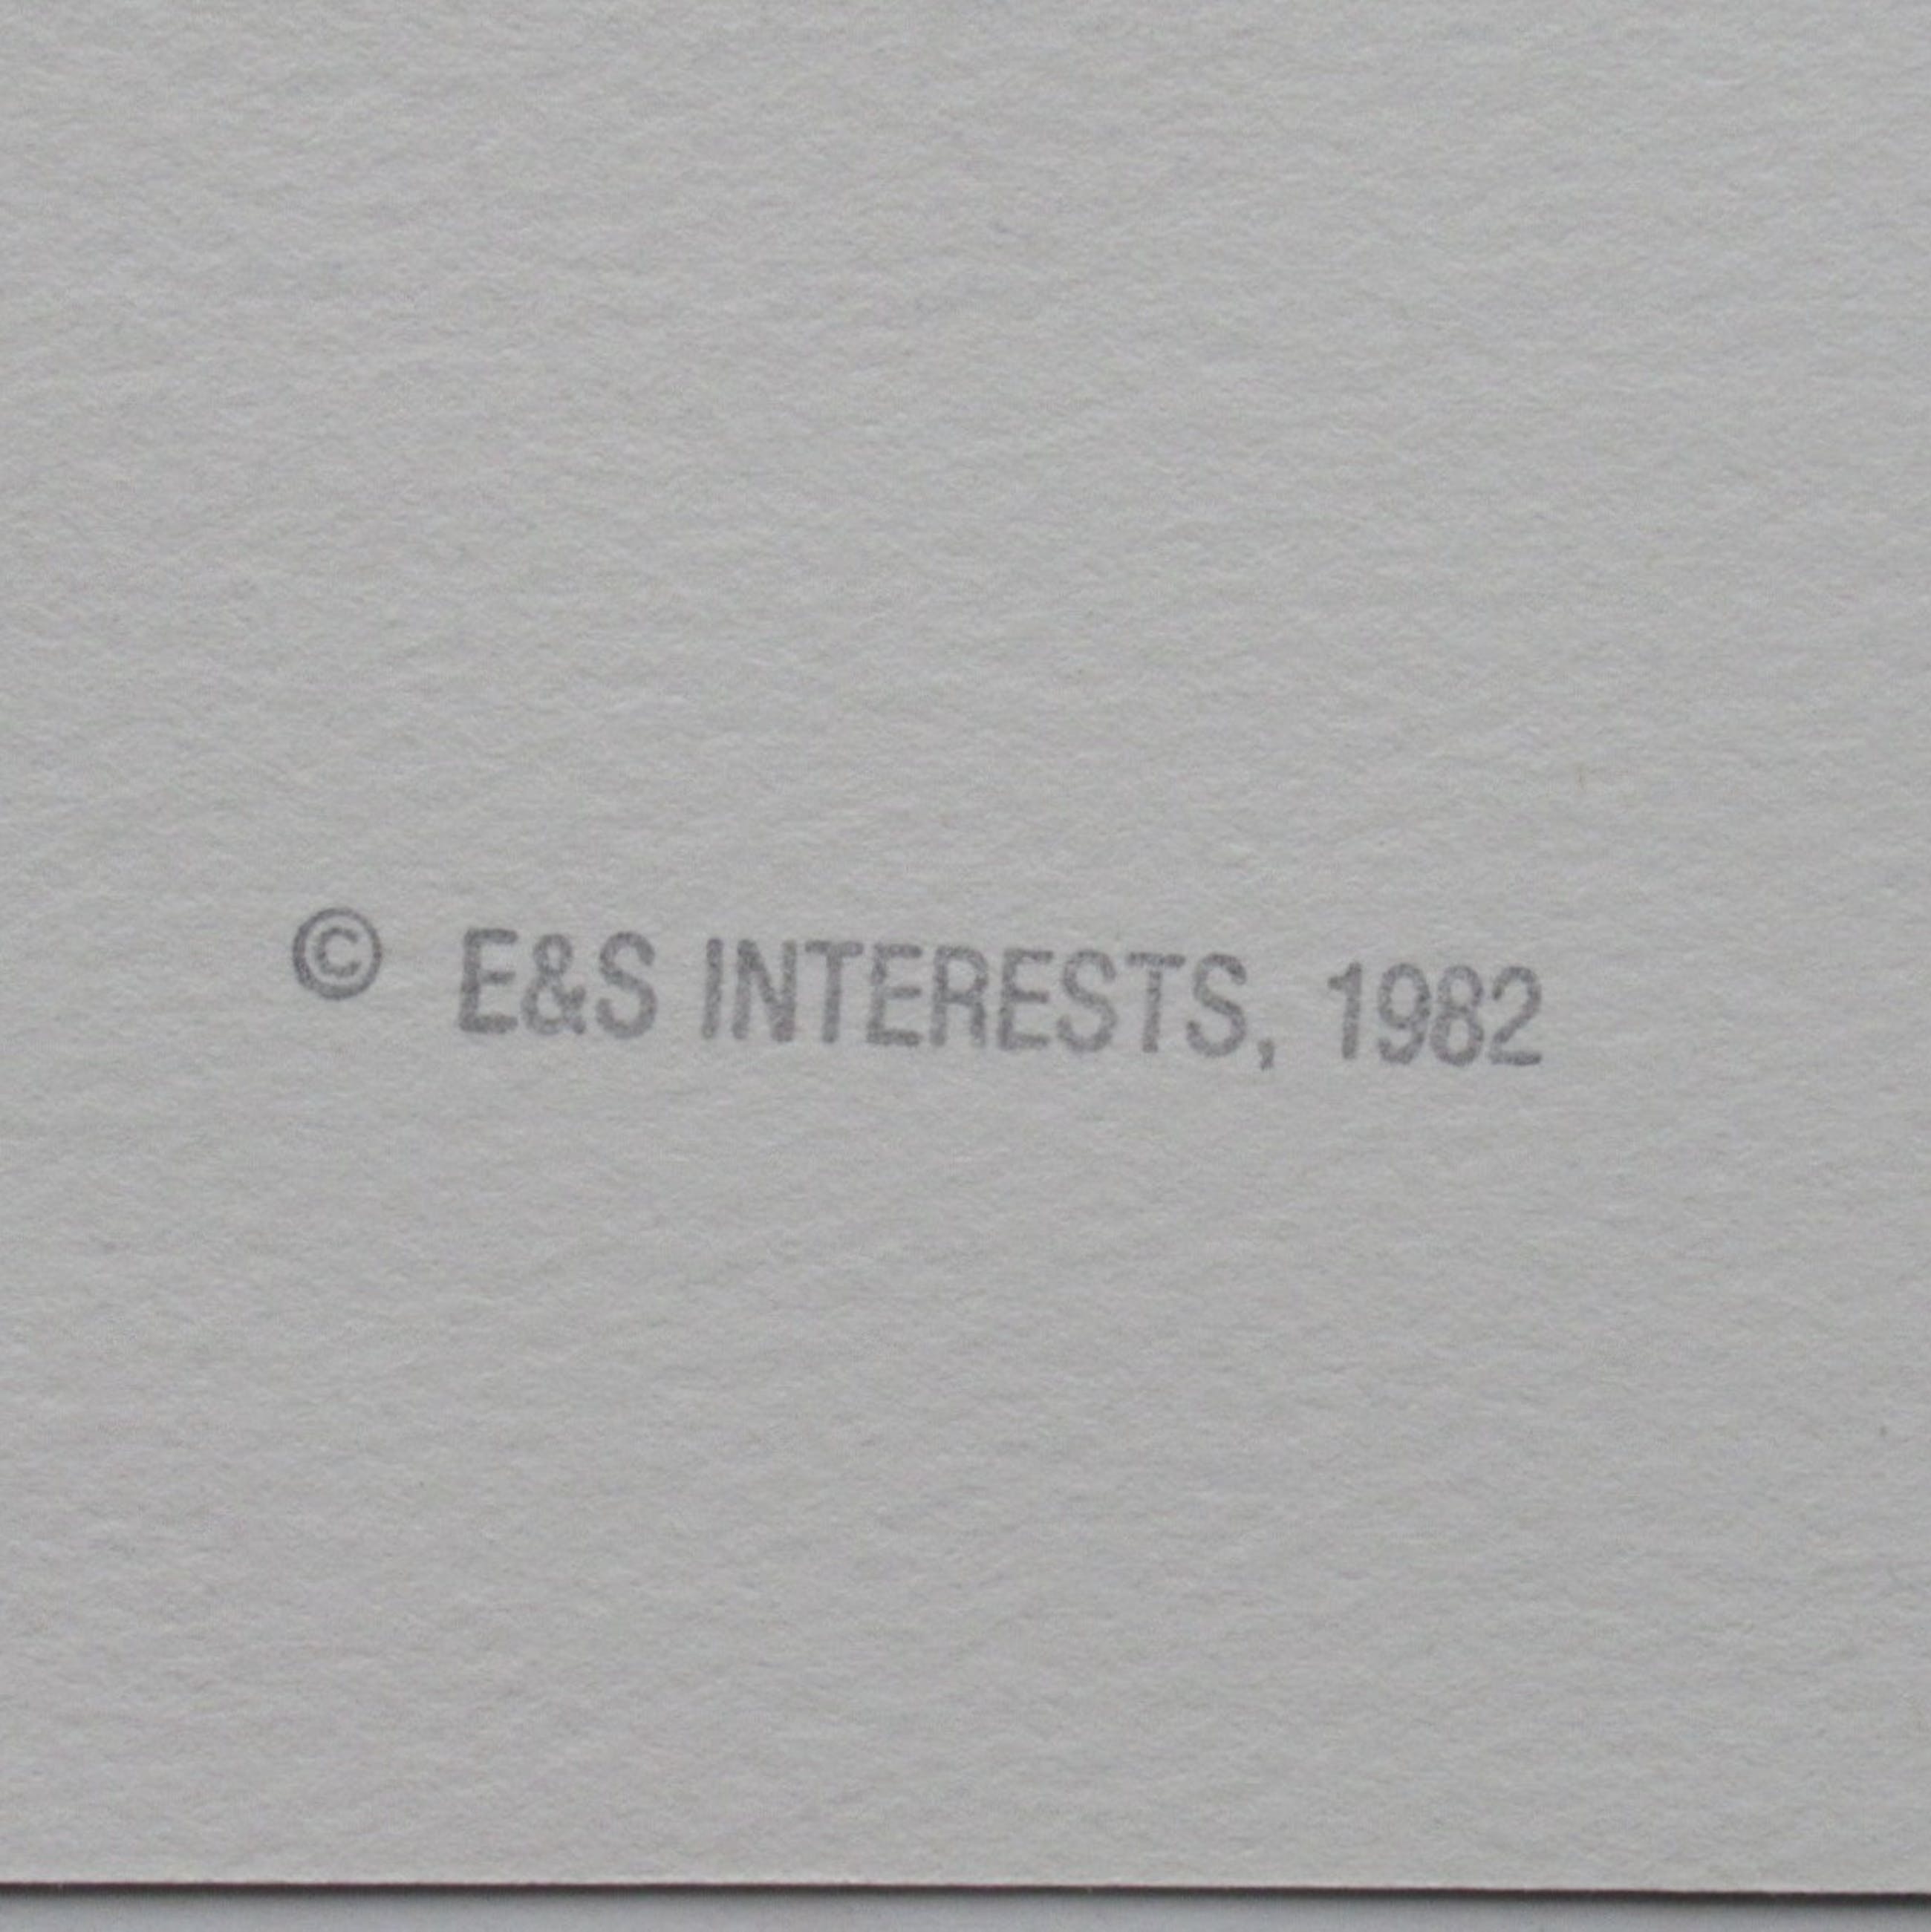 © E&S INTERESTS, 1982